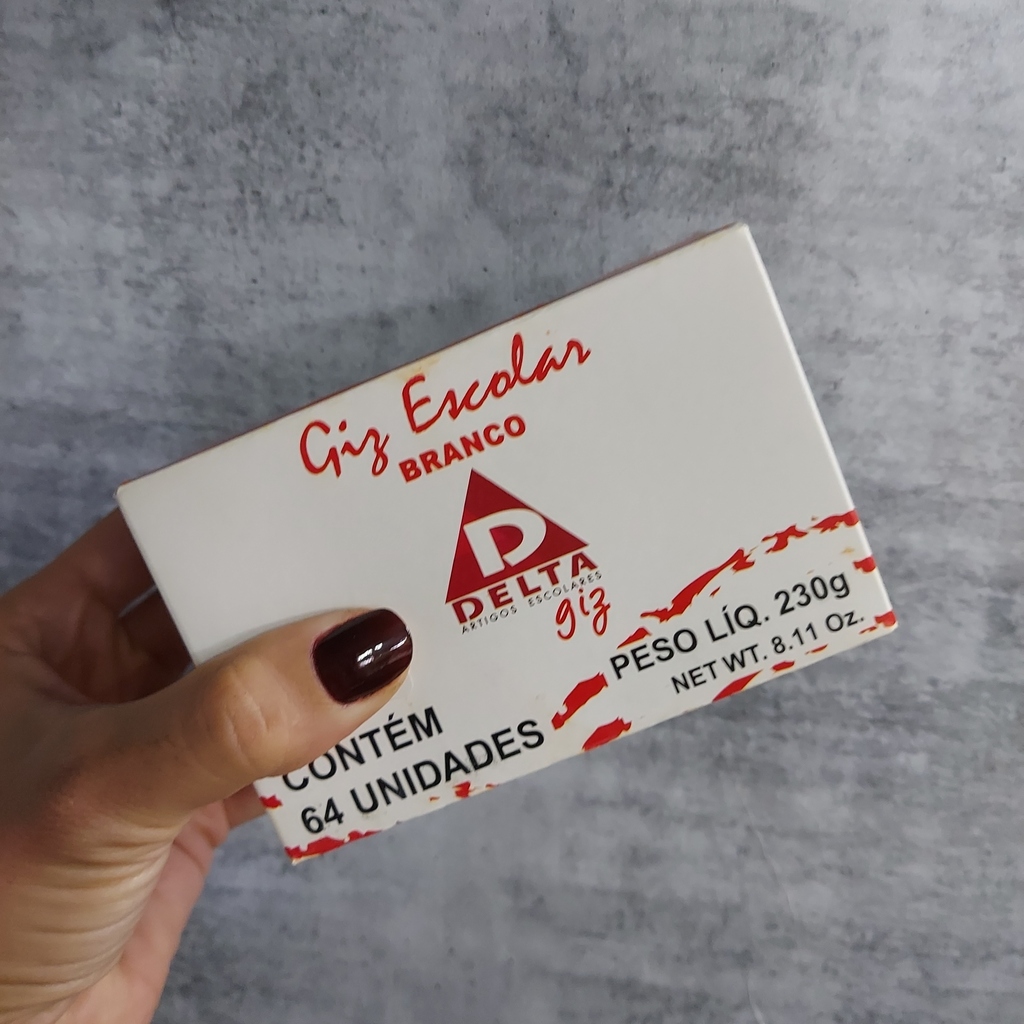 Giz Escolar
BRANCO
D
DELTA
ARTIGOS ESCOLARES
giz
PESO LÍQ. 230g
NET WT. 8.11 Oz.
CONTÉM
64 UNIDADES